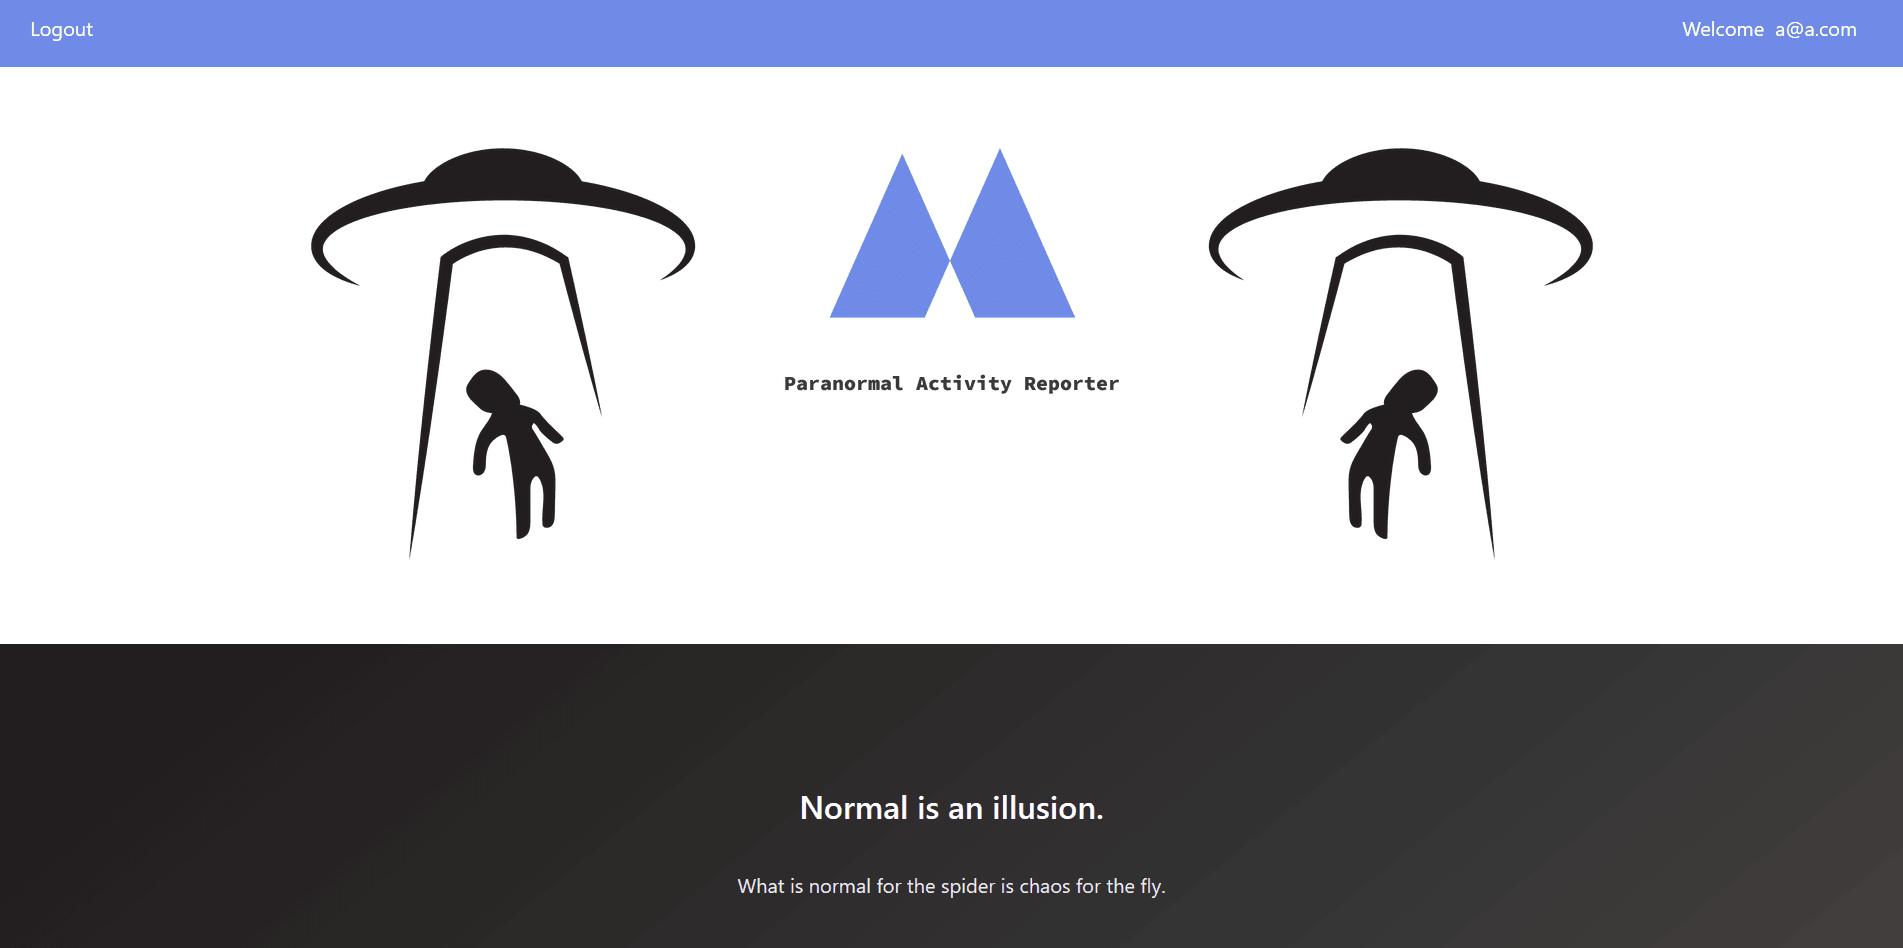 Logout
Welcome a@a.com
Paranormal Activity Reporter
Normal is an illusion.
What is normal for the spider is chaos for the fly.